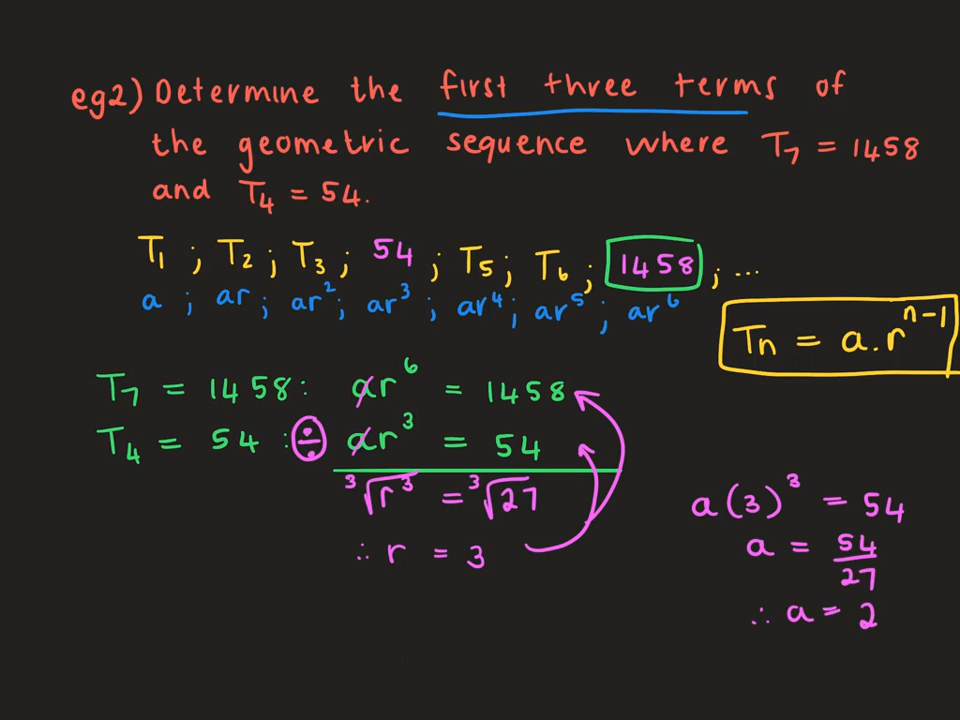 eg2) Determine the first three terms of
the geometric sequence where T₇ = 1458
and T₄ = 54.
T₁ ; T₂ ; T₃ ; 54 ; T₅ ; T₆ ; 1458 ; ...
a ; ar ; ar² ; ar³ ; ar⁴ ; ar⁵ ; ar⁶
Tn = a.r^(n-1)
T₇ = 1458 : ar⁶ = 1458
T₄ = 54 : ÷ ar³ = 54
³√r³ = ³√27
∴ r = 3
a(3)³ = 54
a = 54/27
∴ a = 2